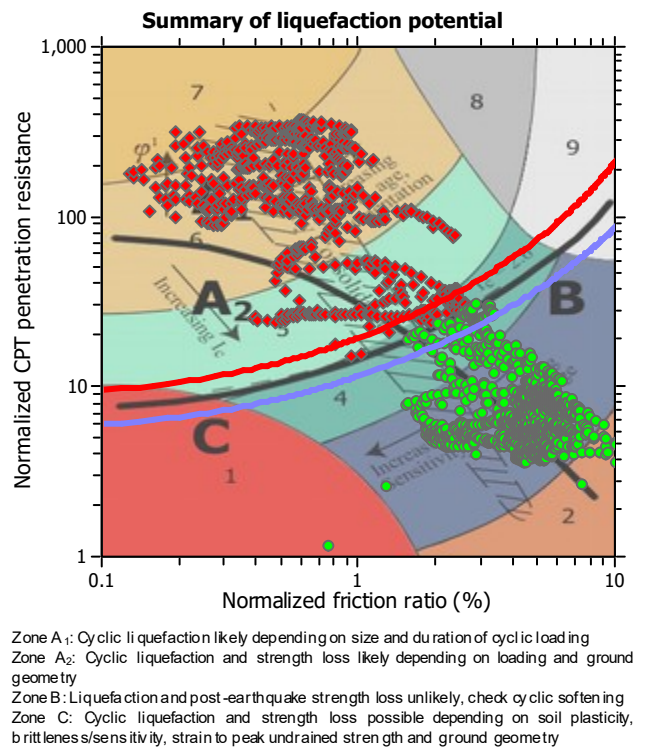 Summary of liquefaction potential
1,000
100
10
1
Normalized CPT penetration resistance
7
8
9
φ'
6
A2
5
B
Increasing Ic
4
C
1
2
0.1
1
10
Normalized friction ratio (%)
Zone A1: Cyclic liquefaction likely depending on size and duration of cyclic loading
Zone A2: Cyclic liquefaction and strength loss likely depending on loading and ground
geometry
Zone B: Liquefaction and post-earthquake strength loss unlikely, check cyclic softening
Zone C: Cyclic liquefaction and strength loss possible depending on soil plasticity,
brittleness/sensitivity, strain to peak undrained strength and ground geometry